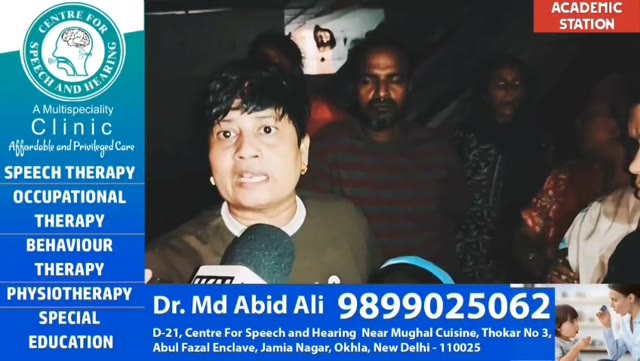 CENTRE FOR
SPEECH AND HEARING
A Multispeciality
Clinic
Affordable and Privileged Care
SPEECH THERAPY
OCCUPATIONAL
THERAPY
BEHAVIOUR
THERAPY
PHYSIOTHERAPY
SPECIAL
EDUCATION
ACADEMIC
STATION
Dr. Md Abid Ali 9899025062
D-21, Centre For Speech and Hearing Near Mughal Cuisine, Thokar No 3,
Abul Fazal Enclave, Jamia Nagar, Okhla, New Delhi - 110025